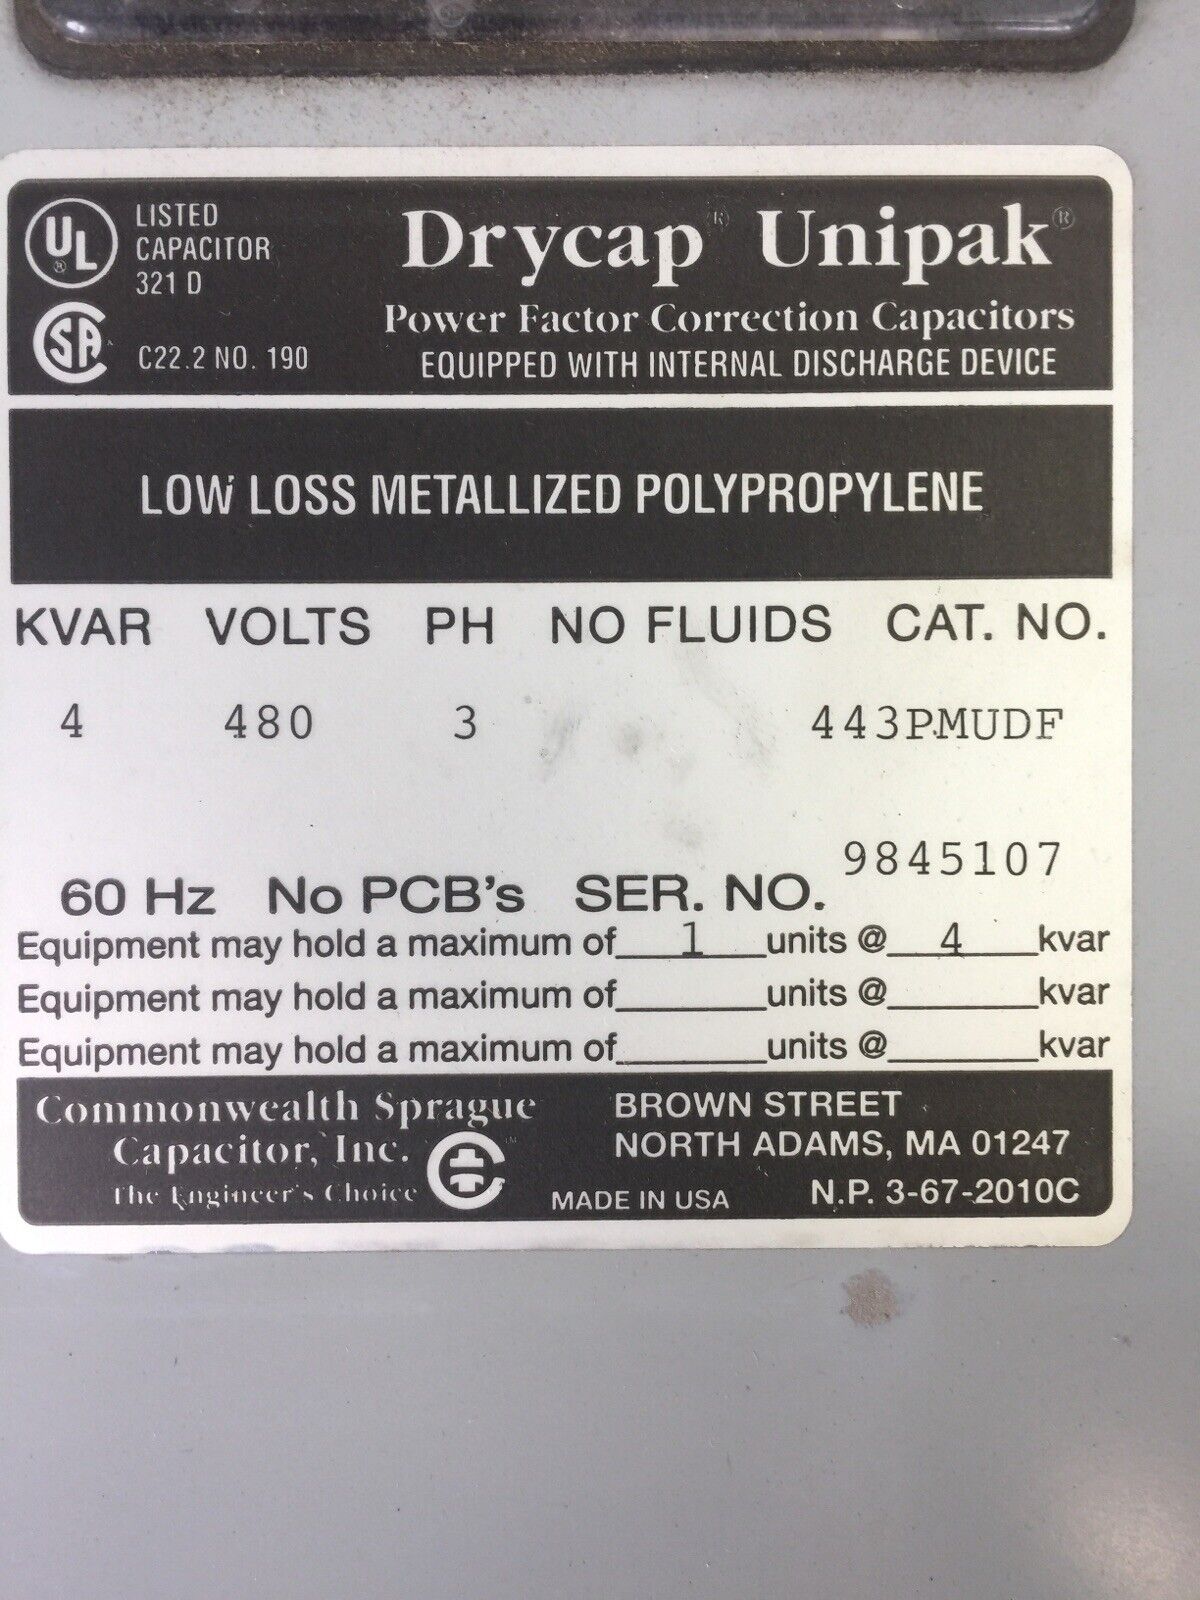 UL® LISTED CAPACITOR 321 D
CSA C22.2 NO. 190
Drycap® Unipak®
Power Factor Correction Capacitors
EQUIPPED WITH INTERNAL DISCHARGE DEVICE
LOW LOSS METALLIZED POLYPROPYLENE
KVAR VOLTS PH NO FLUIDS CAT. NO.
4 480 3 443PMUDF
9845107
60 Hz No PCB's SER. NO.
Equipment may hold a maximum of 1 units @ 4 kvar
Equipment may hold a maximum of units @ kvar
Equipment may hold a maximum of units @ kvar
Commonwealth Sprague
Capacitor, Inc.
The Engineer's Choice
™
BROWN STREET
NORTH ADAMS, MA 01247
MADE IN USA N.P. 3-67-2010C